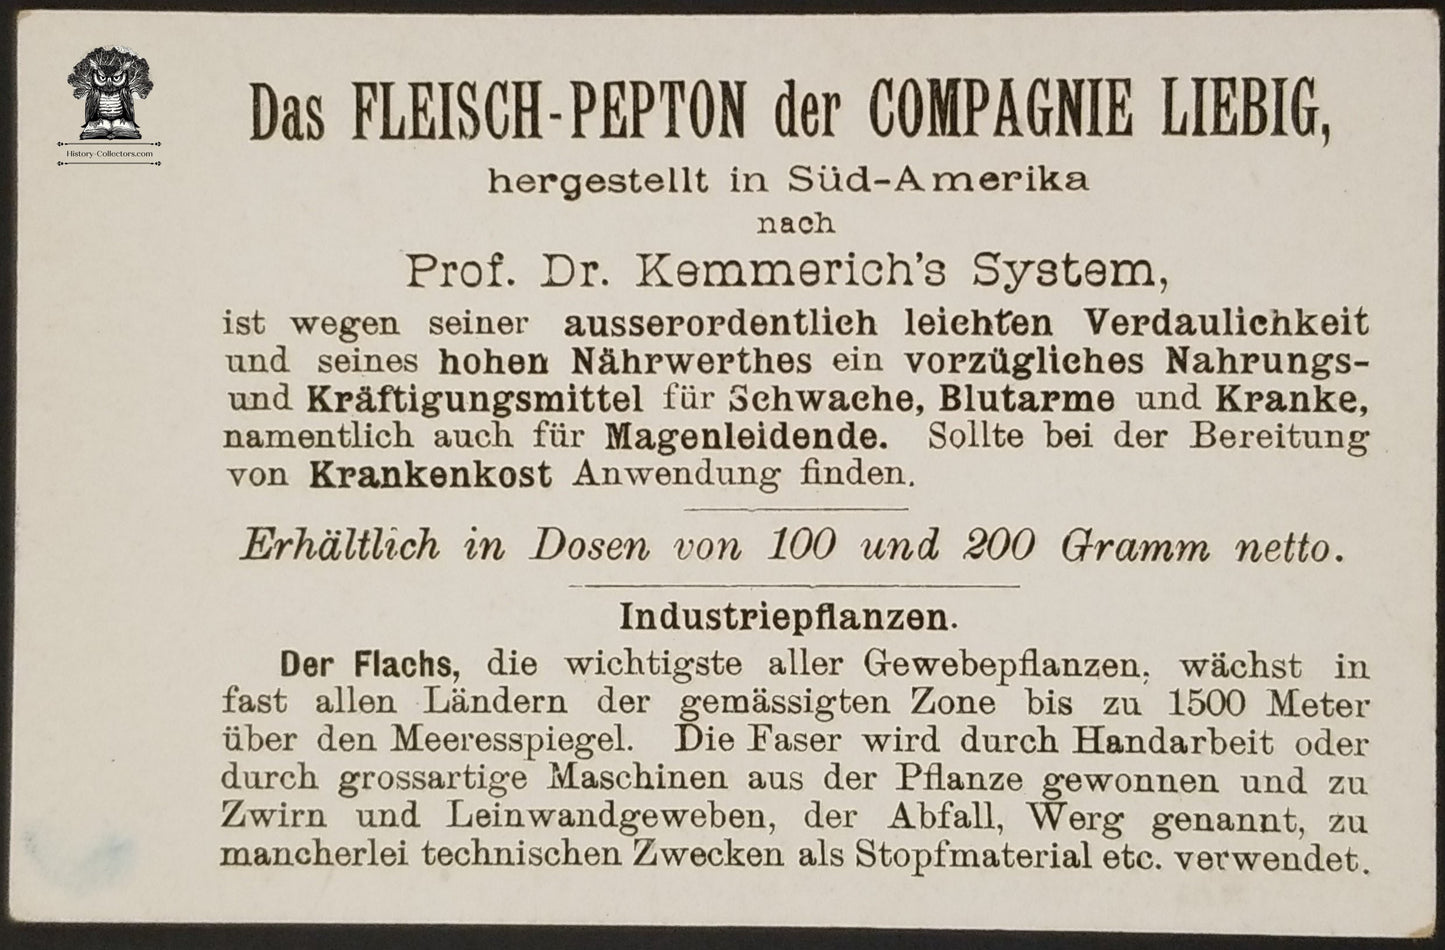 History-Collectors.com
Das FLEISCH-PEPTON der COMPAGNIE LIEBIG,
hergestellt in Süd-Amerika
nach
Prof. Dr. Kemmerich's System,
ist wegen seiner ausserordentlich leichten Verdaulichkeit
und seines hohen Nährwerthes ein vorzügliches Nahrungs-
und Kräftigungsmittel für Schwache, Blutarme und Kranke,
namentlich auch für Magenleidende. Sollte bei der Bereitung
von Krankenkost Anwendung finden.
Erhältlich in Dosen von 100 und 200 Gramm netto.
Industriepflanzen.
Der Flachs, die wichtigste aller Gewebepflanzen, wächst in
fast allen Ländern der gemässigten Zone bis zu 1500 Meter
über den Meeresspiegel. Die Faser wird durch Handarbeit oder
durch grossartige Maschinen aus der Pflanze gewonnen und zu
Zwirn und Leinwandgeweben, der Abfall, Werg genannt, zu
mancherlei technischen Zwecken als Stopfmaterial etc. verwendet.